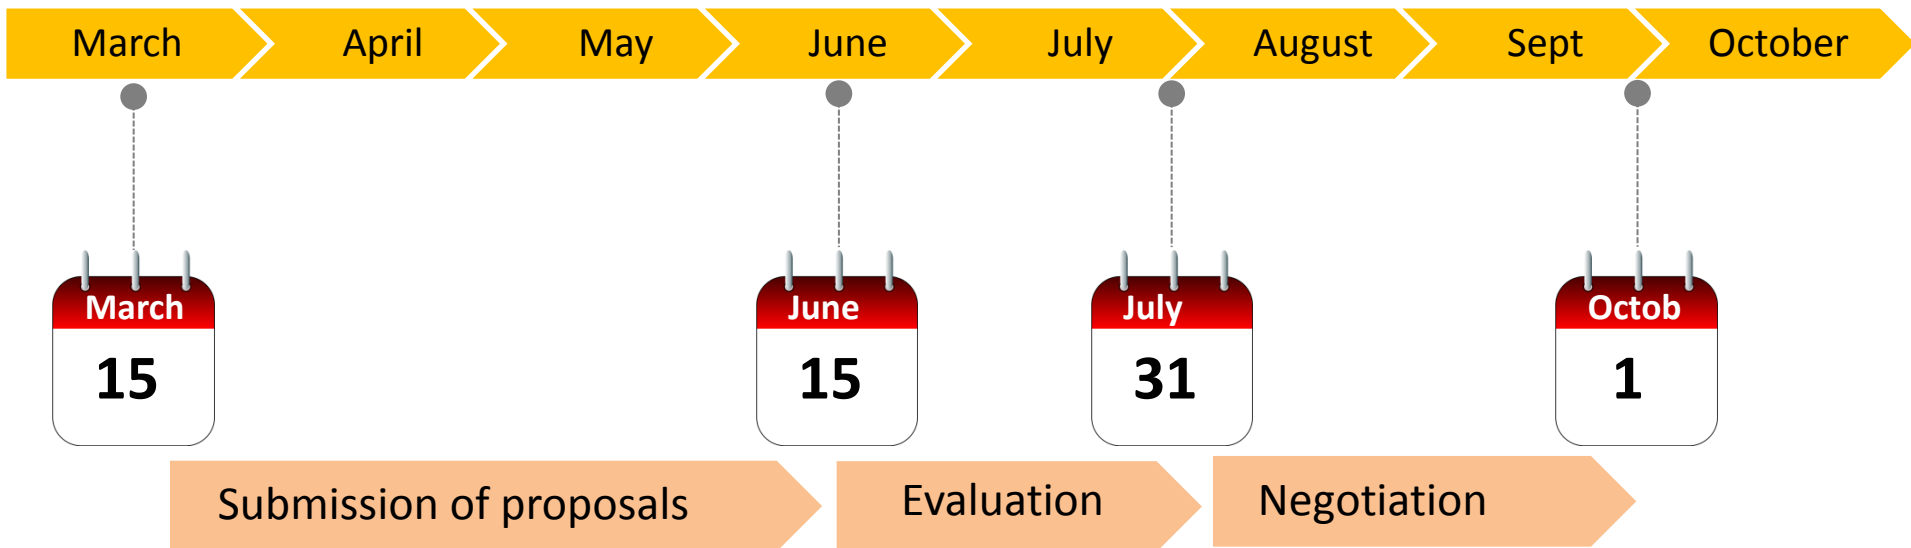 March April May June July August Sept October
March June July Octob
15 15 31 1
Submission of proposals Evaluation Negotiation